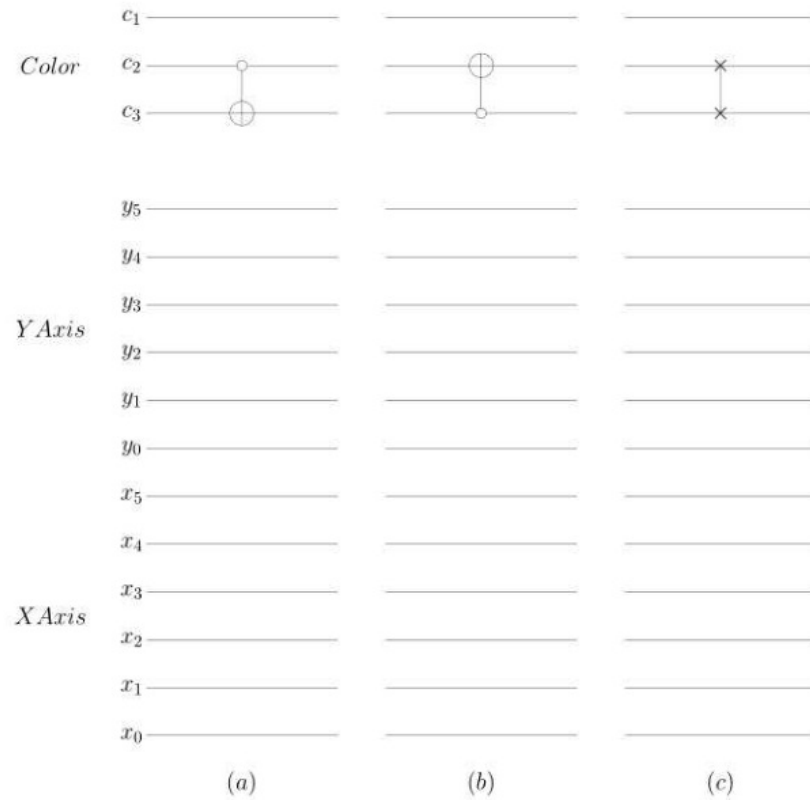 c₁
Color c₂
c₃
y₅
y₄
y₃
Y Axis
y₂
y₁
y₀
x₅
x₄
x₃
X Axis
x₂
x₁
x₀
(a) (b) (c)